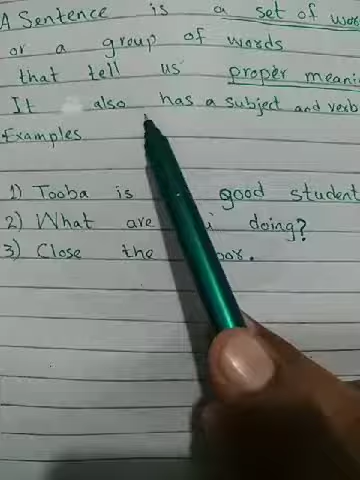 A Sentence is a set of wor
or a group of words
that tell us proper meani
It also has a subject and verb
Examples
1) Tooba is good student
2) What are doing?
3) Close the oor.